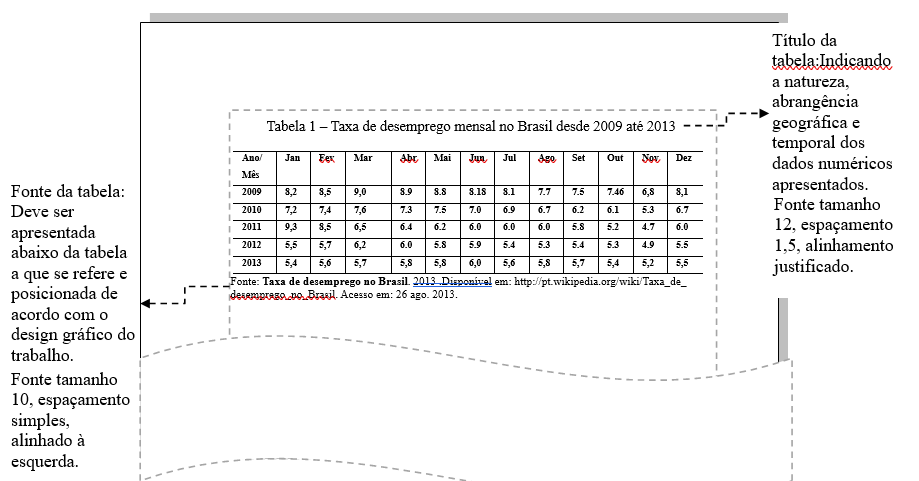 Título da
tabela:Indicando
a natureza,
abrangência
geográfica e
temporal dos
dados numéricos
apresentados.
Fonte tamanho
12, espaçamento
1,5, alinhamento
justificado.
Tabela 1 – Taxa de desemprego mensal no Brasil desde 2009 até 2013
Ano/ Mês Jan Fev Mar Abr Mai Jun Jul Ago Set Out Nov Dez
2009 8,2 8,5 9,0 8.9 8.8 8.18 8.1 7.7 7.5 7.46 6,8 8,1
2010 7,2 7,4 7,6 7.3 7.5 7.0 6.9 6.7 6.2 6.1 5.3 6.7
2011 9,3 8,5 6,5 6.4 6.2 6.0 6.0 6.0 5.8 5.2 4.7 6.0
2012 5,5 5,7 6,2 6.0 5.8 5.9 5.4 5.3 5.4 5.3 4.9 5.5
2013 5,4 5,6 5,7 5,8 5,8 6,0 5,6 5,8 5,7 5,4 5,2 5,5
Fonte: Taxa de desemprego no Brasil. 2013 .Disponível em: http://pt.wikipedia.org/wiki/Taxa_de_
desemprego_no_Brasil. Acesso em: 26 ago. 2013.
Fonte da tabela:
Deve ser
apresentada
abaixo da tabela
a que se refere e
posicionada de
acordo com o
design gráfico do
trabalho.
Fonte tamanho
10, espaçamento
simples,
alinhado à
esquerda.